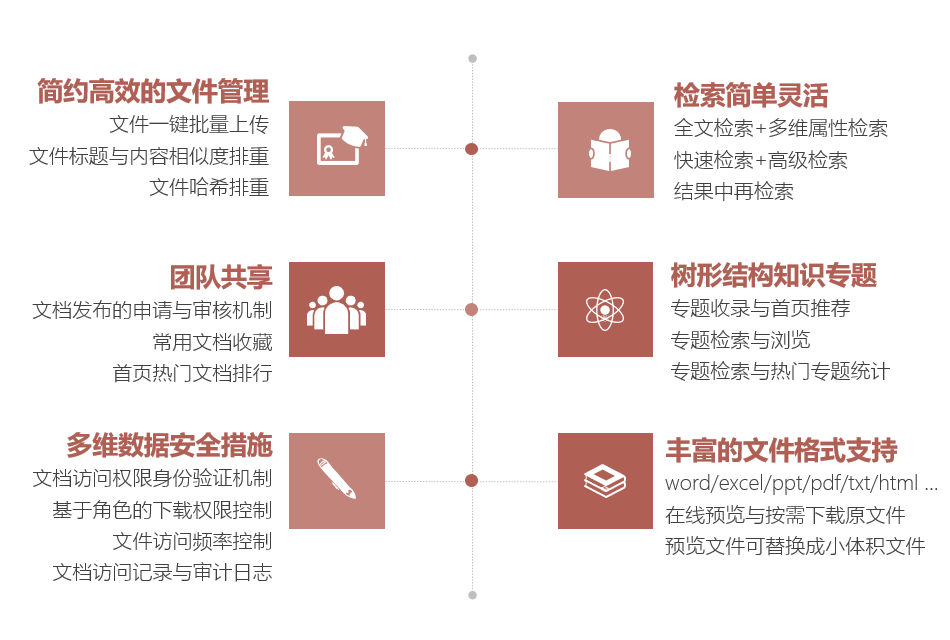 简约高效的文件管理
文件一键批量上传
文件标题与内容相似度排重
文件哈希排重
检索简单灵活
全文检索+多维属性检索
快速检索+高级检索
结果中再检索
团队共享
文档发布的申请与审核机制
常用文档收藏
首页热门文档排行
树形结构知识专题
专题收录与首页推荐
专题检索与浏览
专题检索与热门专题统计
多维数据安全措施
文档访问权限身份验证机制
基于角色的下载权限控制
文件访问频率控制
文档访问记录与审计日志
丰富的文件格式支持
word/excel/ppt/pdf/txt/html ...
在线预览与按需下载原文件
预览文件可替换成小体积文件